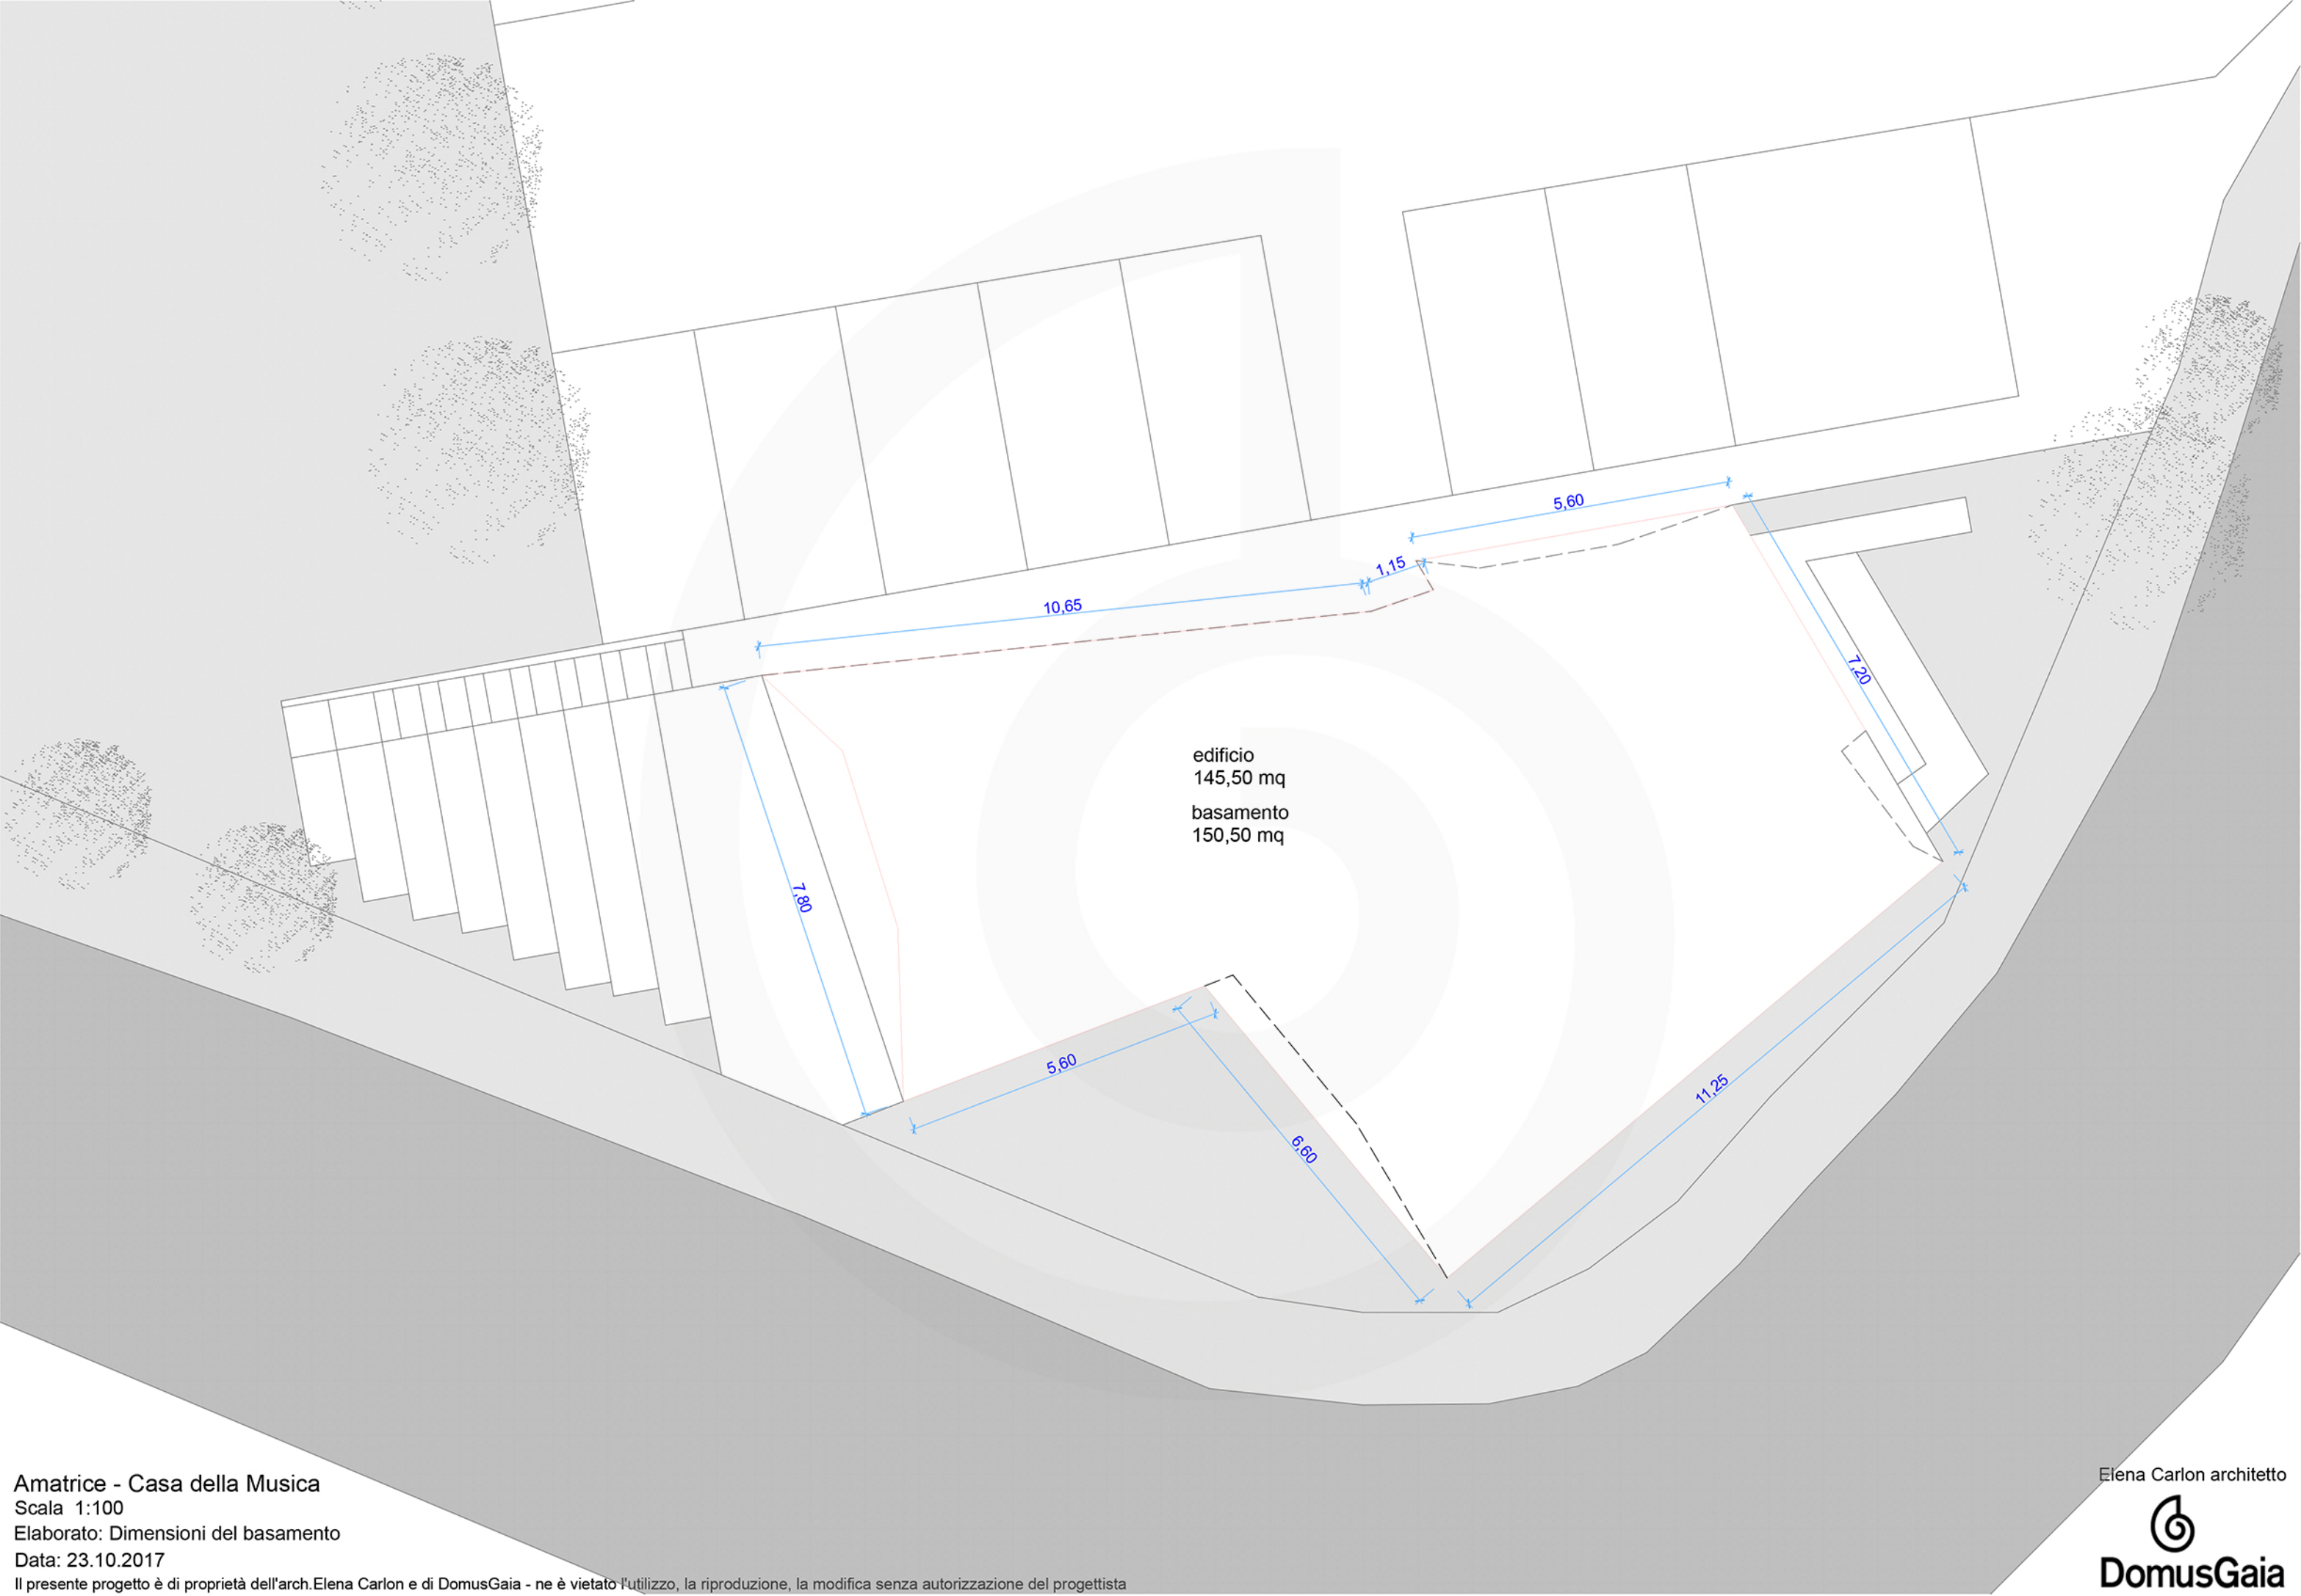 5,60
1,15
10,65
7,20
edificio
145,50 mq
basamento
150,50 mq
7,80
5,60
6,60
11,25
Amatrice - Casa della Musica
Scala 1:100
Elaborato: Dimensioni del basamento
Data: 23.10.2017
Il presente progetto è di proprietà dell'arch.Elena Carlon e di DomusGaia - ne è vietato l'utilizzo, la riproduzione, la modifica senza autorizzazione del progettista
Elena Carlon architetto
DomusGaia